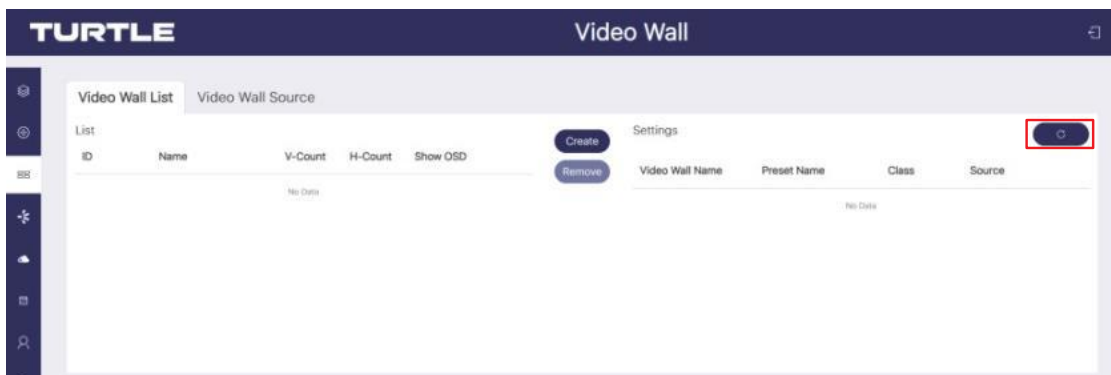 TURTLE
Video Wall
Video Wall List
Video Wall Source
List
Create
Settings
ID
Name
V-Count
H-Count
Show OSD
Remove
Video Wall Name
Preset Name
Class
Source
No Data
No Data